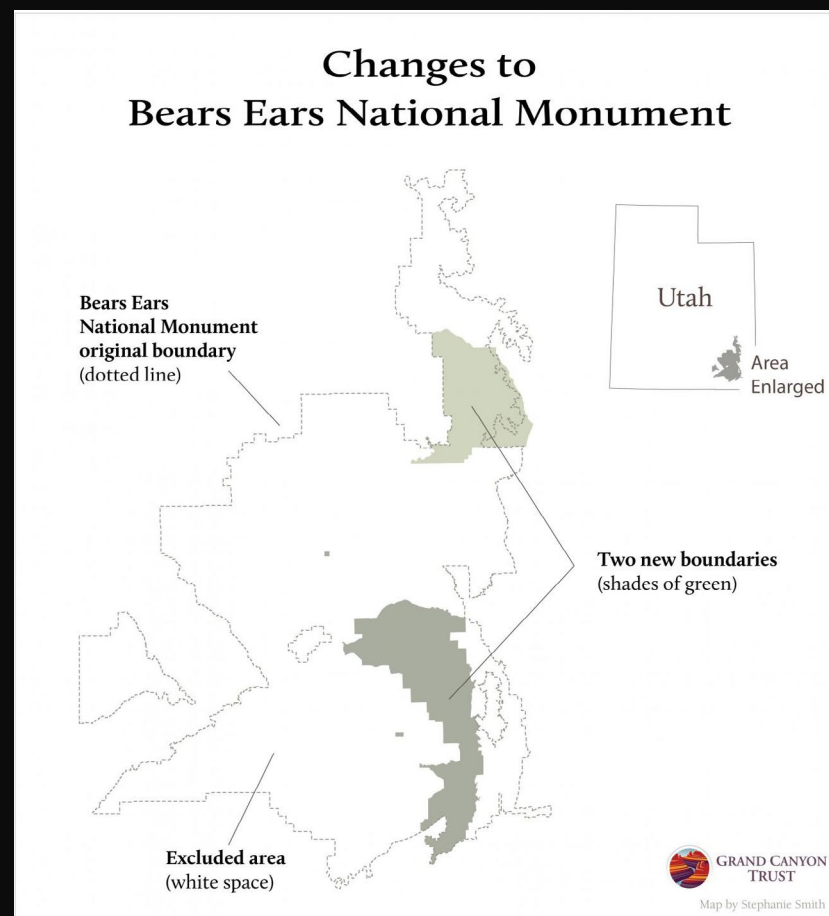 Changes to
Bears Ears National Monument
Bears Ears
National Monument
original boundary
(dotted line)
Utah
Area
Enlarged
Two new boundaries
(shades of green)
Excluded area
(white space)
GRAND CANYON
TRUST
Map by Stephanie Smith